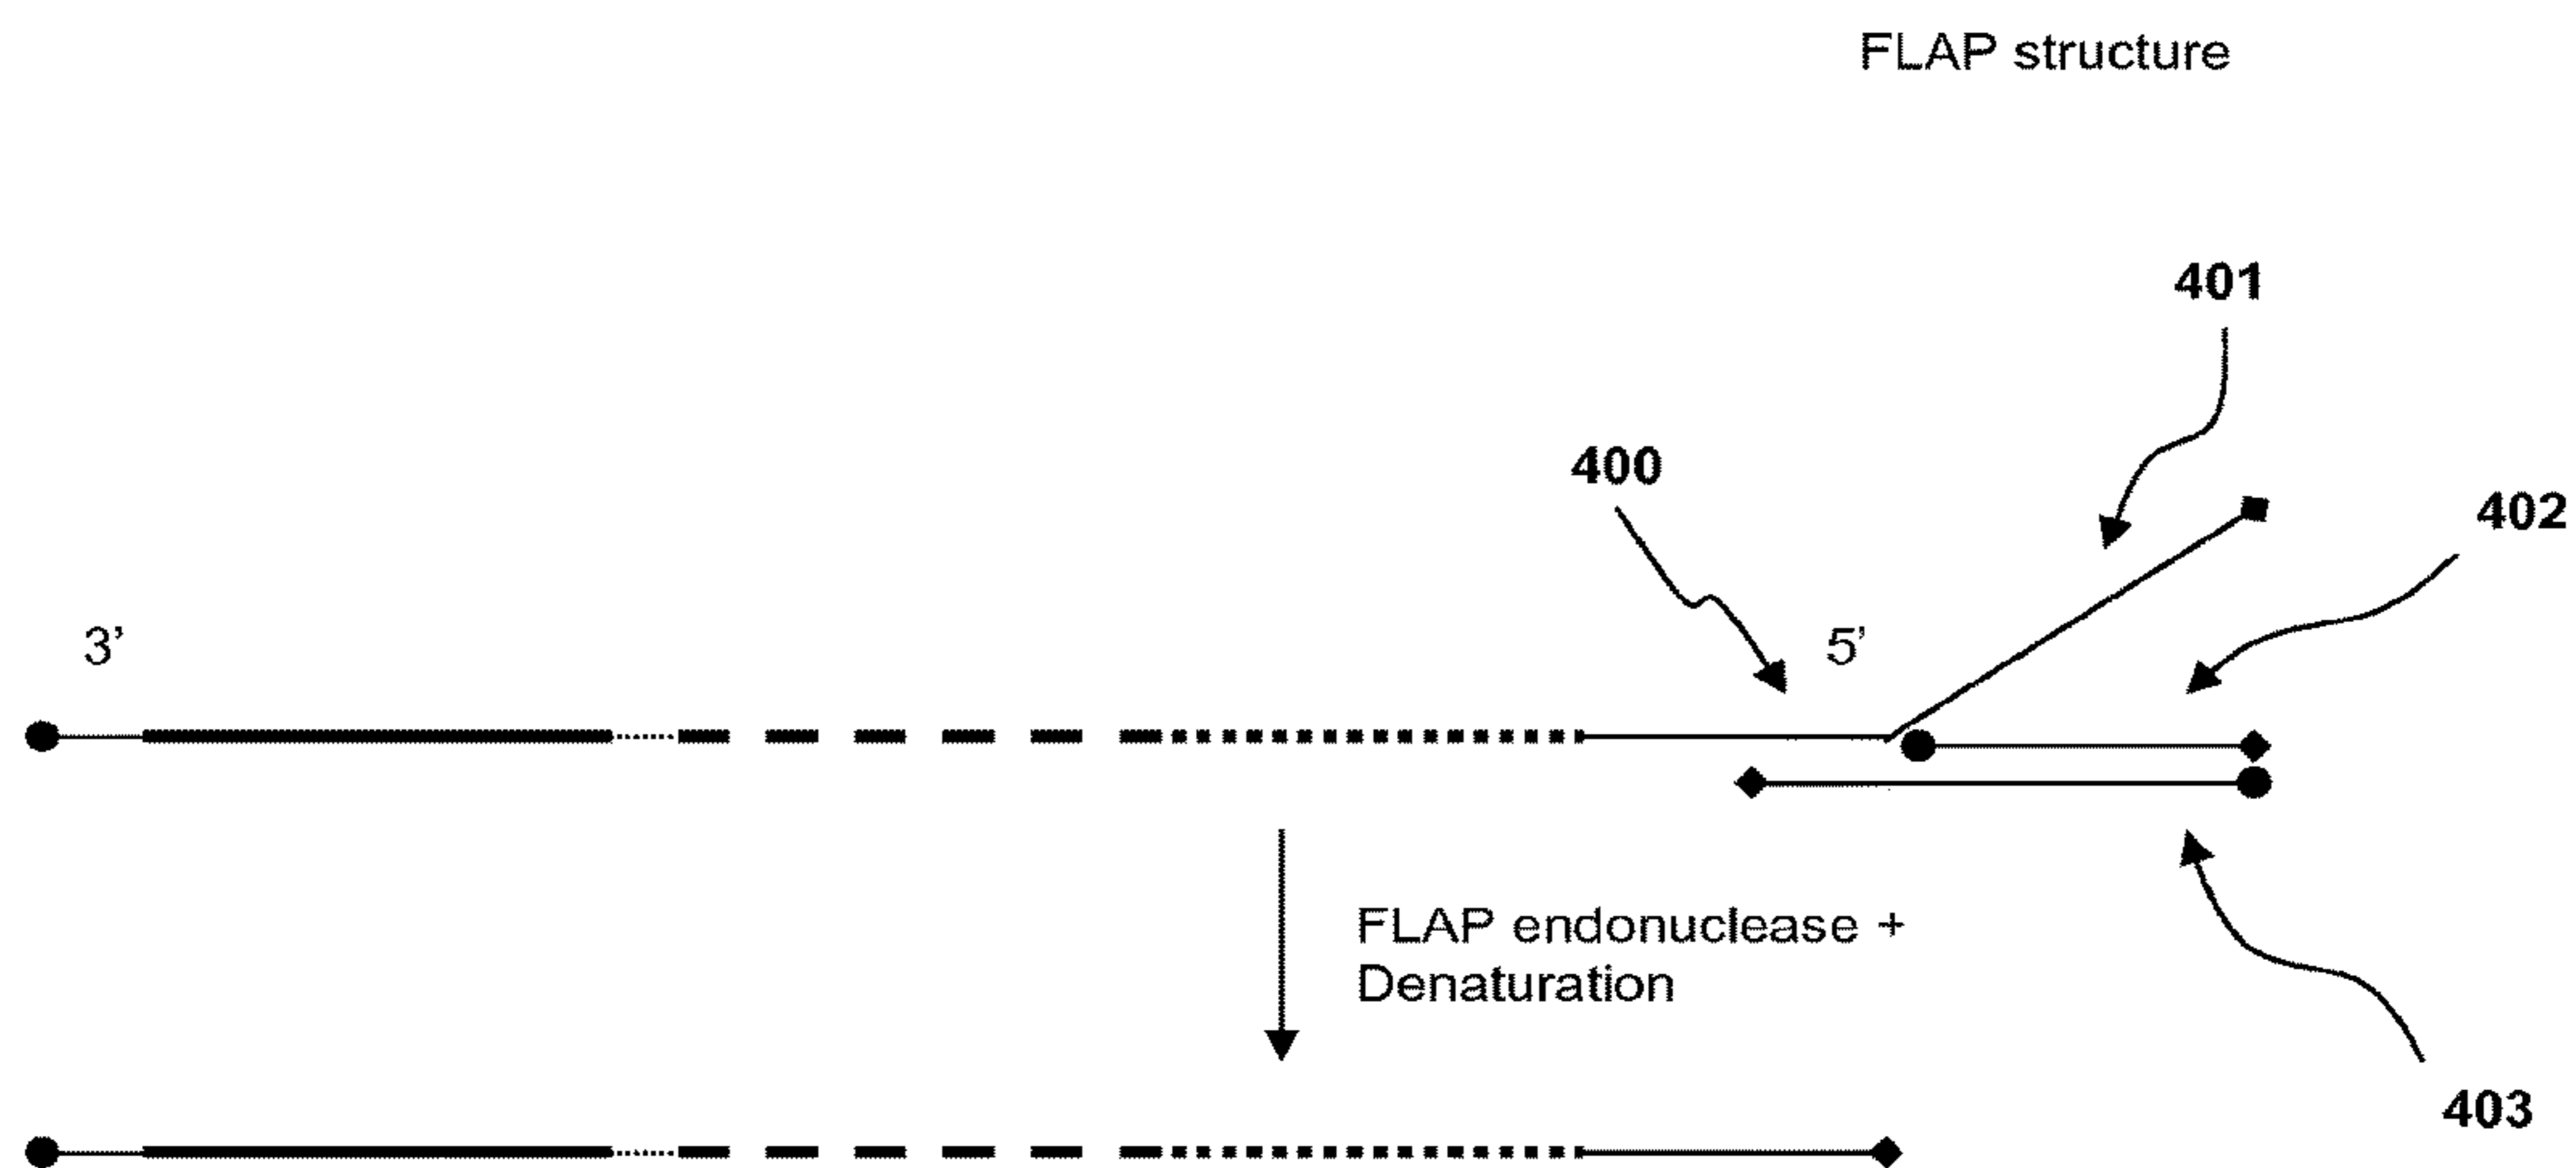 FLAP structure
401
400
402
3’
5’
FLAP endonuclease +
Denaturation
403